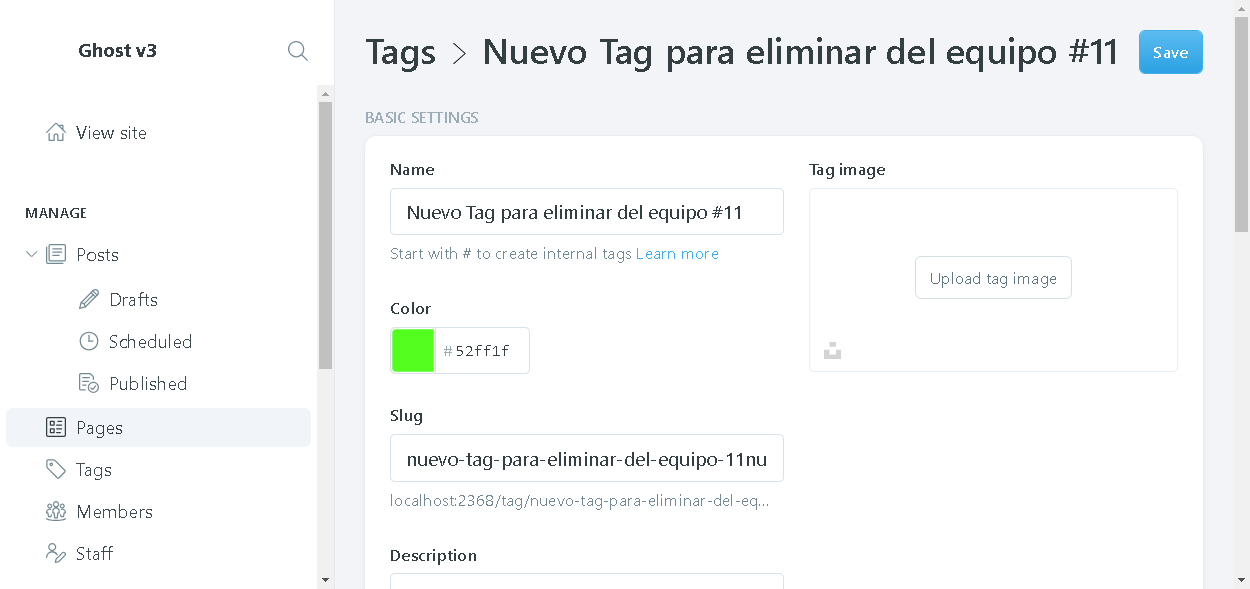 Ghost v3
View site
MANAGE
Posts
Drafts
Scheduled
Published
Pages
Tags
Members
Staff
Tags > Nuevo Tag para eliminar del equipo #11
Save
BASIC SETTINGS
Name
Nuevo Tag para eliminar del equipo #11
Start with # to create internal tags Learn more
Color
#52ff1f
Slug
nuevo-tag-para-eliminar-del-equipo-11nu
localhost:2368/tag/nuevo-tag-para-eliminar-del-eq...
Description
Tag image
Upload tag image